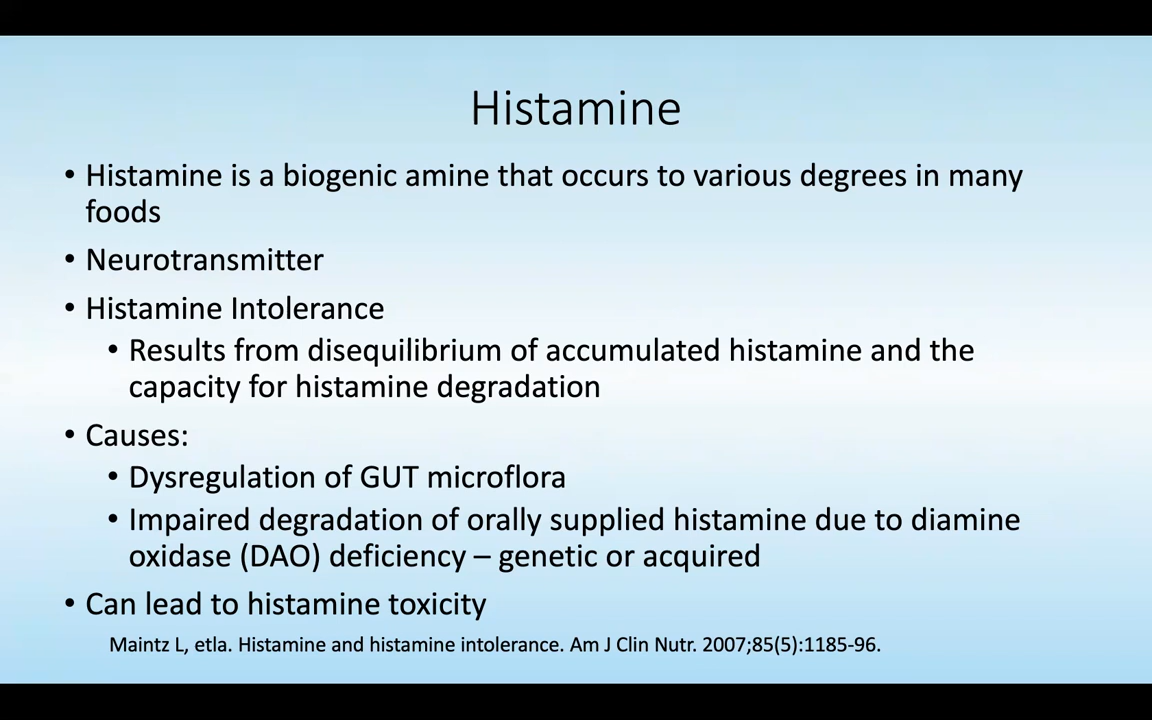 Histamine
• Histamine is a biogenic amine that occurs to various degrees in many
foods
• Neurotransmitter
• Histamine Intolerance
• Results from disequilibrium of accumulated histamine and the
capacity for histamine degradation
• Causes:
• Dysregulation of GUT microflora
• Impaired degradation of orally supplied histamine due to diamine
oxidase (DAO) deficiency – genetic or acquired
• Can lead to histamine toxicity
Maintz L, etla. Histamine and histamine intolerance. Am J Clin Nutr. 2007;85(5):1185-96.